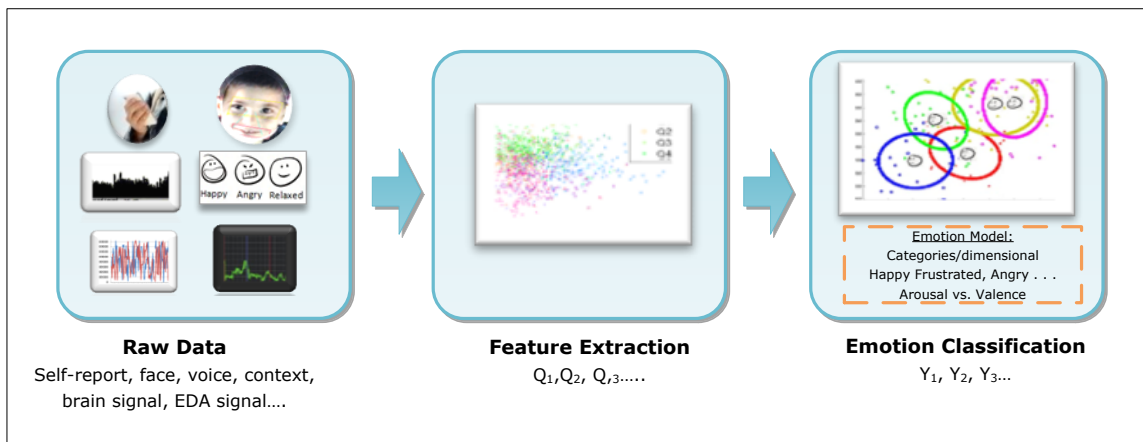 Happy Angry Relaxed
Q2
Q3
Q4
Emotion Model:
Categories/dimensional
Happy Frustrated, Angry . . .
Arousal vs. Valence
Raw Data
Self-report, face, voice, context,
brain signal, EDA signal….
Feature Extraction
Q₁,Q₂, Q,₃…..
Emotion Classification
Y₁, Y₂, Y₃…